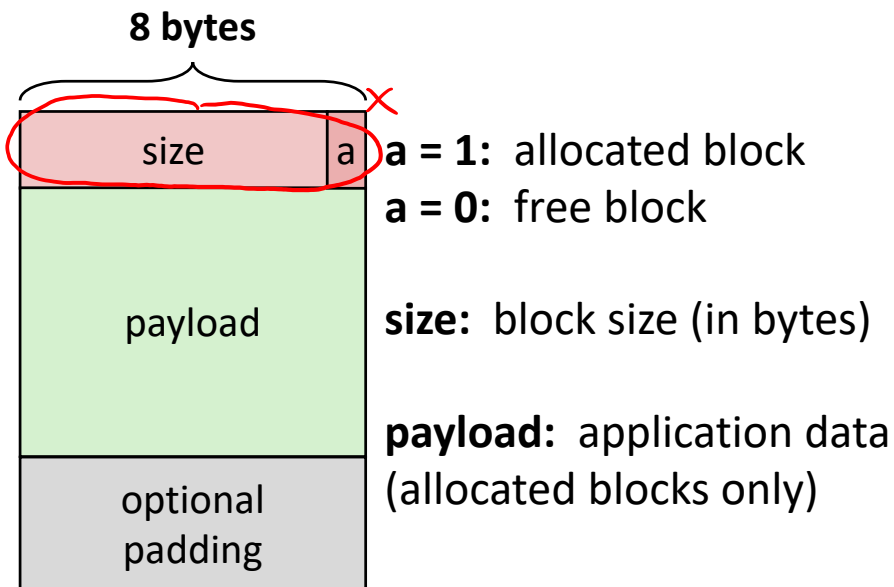 8 bytes
size a
a = 1: allocated block
a = 0: free block
size: block size (in bytes)
payload
payload: application data
(allocated blocks only)
optional
padding
x